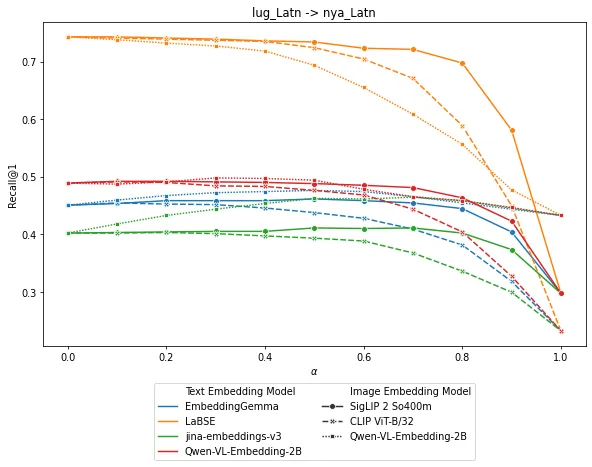 lug_Latn -> nya_Latn
Recall@1
0.7
0.6
0.5
0.4
0.3
0.0
0.2
0.4
0.6
0.8
1.0
α
Text Embedding Model
EmbeddingGemma
LaBSE
jina-embeddings-v3
Qwen-VL-Embedding-2B
Image Embedding Model
SigLIP 2 So400m
CLIP ViT-B/32
Qwen-VL-Embedding-2B